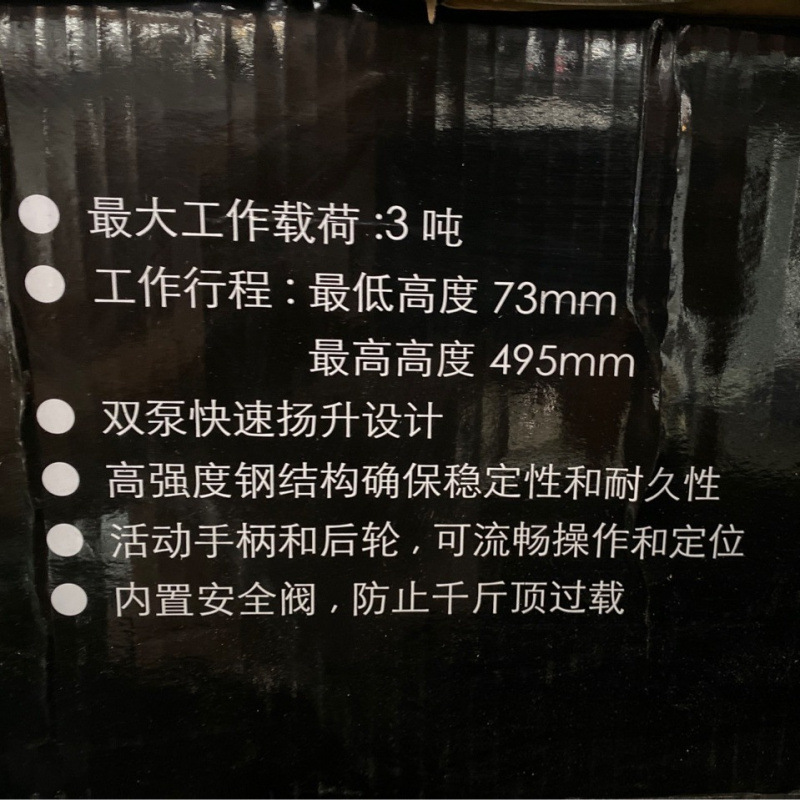 最大工作载荷:3 吨
工作行程:最低高度 73mm
最高高度 495mm
双泵快速扬升设计
高强度钢结构确保稳定性和耐久性
活动手柄和后轮,可流畅操作和定位
内置安全阀,防止千斤顶过载